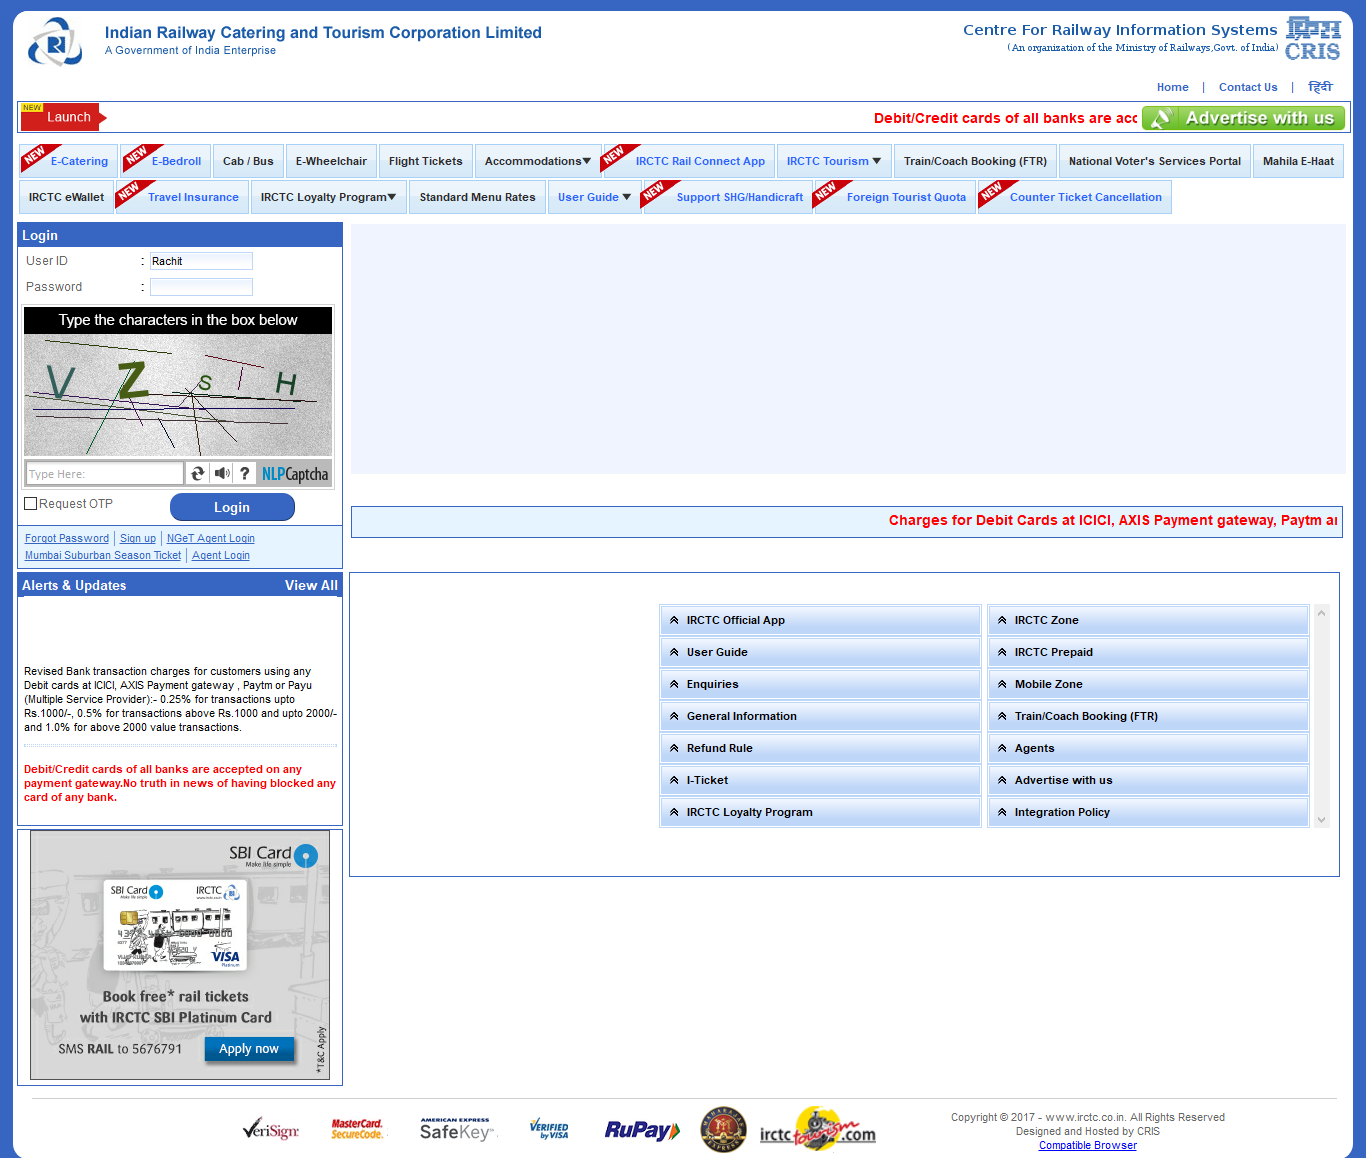 Indian Railway Catering and Tourism Corporation Limited
A Government of India Enterprise
Centre For Railway Information Systems
(An organization of the Ministry of Railways,Govt. of India)
CRIS
Home | Contact Us | हिंदी
NEW
Launch
Debit/Credit cards of all banks are acc
Advertise with us
NEW E-Catering NEW E-Bedroll Cab / Bus E-Wheelchair Flight Tickets Accommodations NEW IRCTC Rail Connect App IRCTC Tourism Train/Coach Booking (FTR) National Voter's Services Portal Mahila E-Haat
IRCTC eWallet NEW Travel Insurance IRCTC Loyalty Program Standard Menu Rates User Guide NEW Support SHG/Handicraft NEW Foreign Tourist Quota NEW Counter Ticket Cancellation
Login
User ID : Rachit
Password :
Type the characters in the box below
V Z S I H
Type Here: ? NLPCaptcha
Request OTP Login
Forgot Password | Sign up | NGeT Agent Login
Mumbai Suburban Season Ticket | Agent Login
Charges for Debit Cards at ICICI, AXIS Payment gateway, Paytm ar
Alerts & Updates View All
Revised Bank transaction charges for customers using any
Debit cards at ICICI, AXIS Payment gateway , Paytm or Payu
(Multiple Service Provider):- 0.25% for transactions upto
Rs.1000/-, 0.5% for transactions above Rs.1000 and upto 2000/-
and 1.0% for above 2000 value transactions.
Debit/Credit cards of all banks are accepted on any
payment gateway.No truth in news of having blocked any
card of any bank.
IRCTC Official App IRCTC Zone
User Guide IRCTC Prepaid
Enquiries Mobile Zone
General Information Train/Coach Booking (FTR)
Refund Rule Agents
I-Ticket Advertise with us
IRCTC Loyalty Program Integration Policy
SBI Card
Make life simple
SBI Card IRCTC
Make life simple
VISA
Platinum
Book free* rail tickets
with IRCTC SBI Platinum Card
SMS RAIL to 5676791 Apply now
*T&C Apply
VeriSign
MasterCard.
SecureCode.
AMERICAN EXPRESS
SafeKey
VERIFIED
by VISA
RuPay
irctc tourism .com
Copyright © 2017 - www.irctc.co.in. All Rights Reserved
Designed and Hosted by CRIS
Compatible Browser